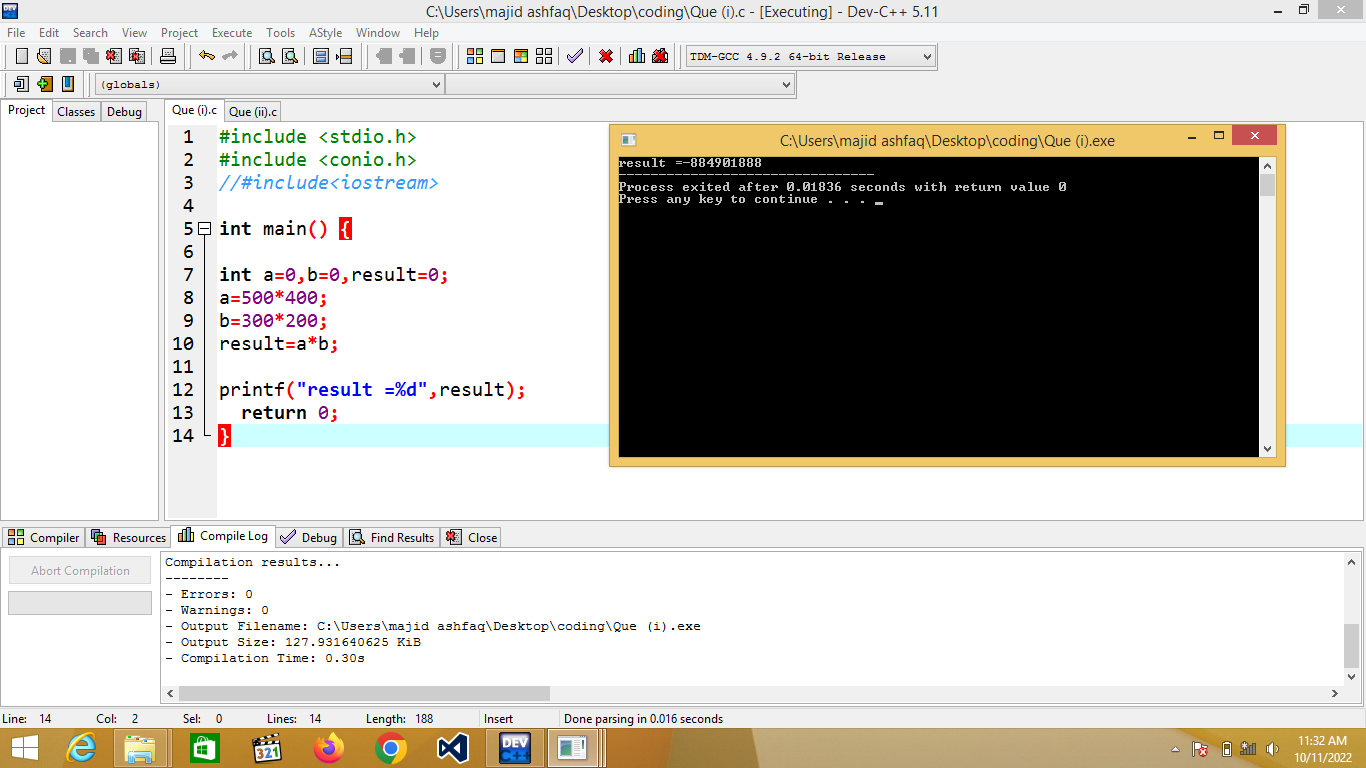 C:\Users\majid ashfaq\Desktop\coding\Que (i).c - [Executing] - Dev-C++ 5.11
File Edit Search View Project Execute Tools AStyle Window Help
TDM-GCC 4.9.2 64-bit Release
(globals)
Project Classes Debug
Que (i).c Que (ii).c
1 #include <stdio.h>
2 #include <conio.h>
3 //#include<iostream>
4
5 int main() {
6
7 int a=0,b=0,result=0;
8 a=500*400;
9 b=300*200;
10 result=a*b;
11
12 printf("result =%d",result);
13 return 0;
14 }
C:\Users\majid ashfaq\Desktop\coding\Que (i).exe
result =-884901888
--------------------------------
Process exited after 0.01836 seconds with return value 0
Press any key to continue . . . _
Compiler Resources Compile Log Debug Find Results Close
Abort Compilation
Compilation results...
--------
- Errors: 0
- Warnings: 0
- Output Filename: C:\Users\majid ashfaq\Desktop\coding\Que (i).exe
- Output Size: 127.931640625 KiB
- Compilation Time: 0.30s
Line: 14 Col: 2 Sel: 0 Lines: 14 Length: 188 Insert Done parsing in 0.016 seconds
321
DEV
C++
11:32 AM
10/11/2022